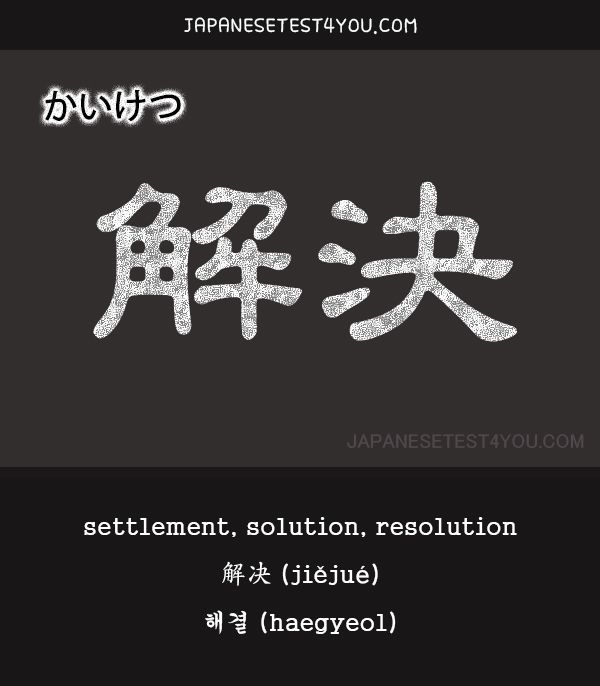 JAPANESETEST4YOU.COM
かいけつ
解決
JAPANESETEST4YOU.COM
settlement, solution, resolution
解决 (jiějué)
해결 (haegyeol)